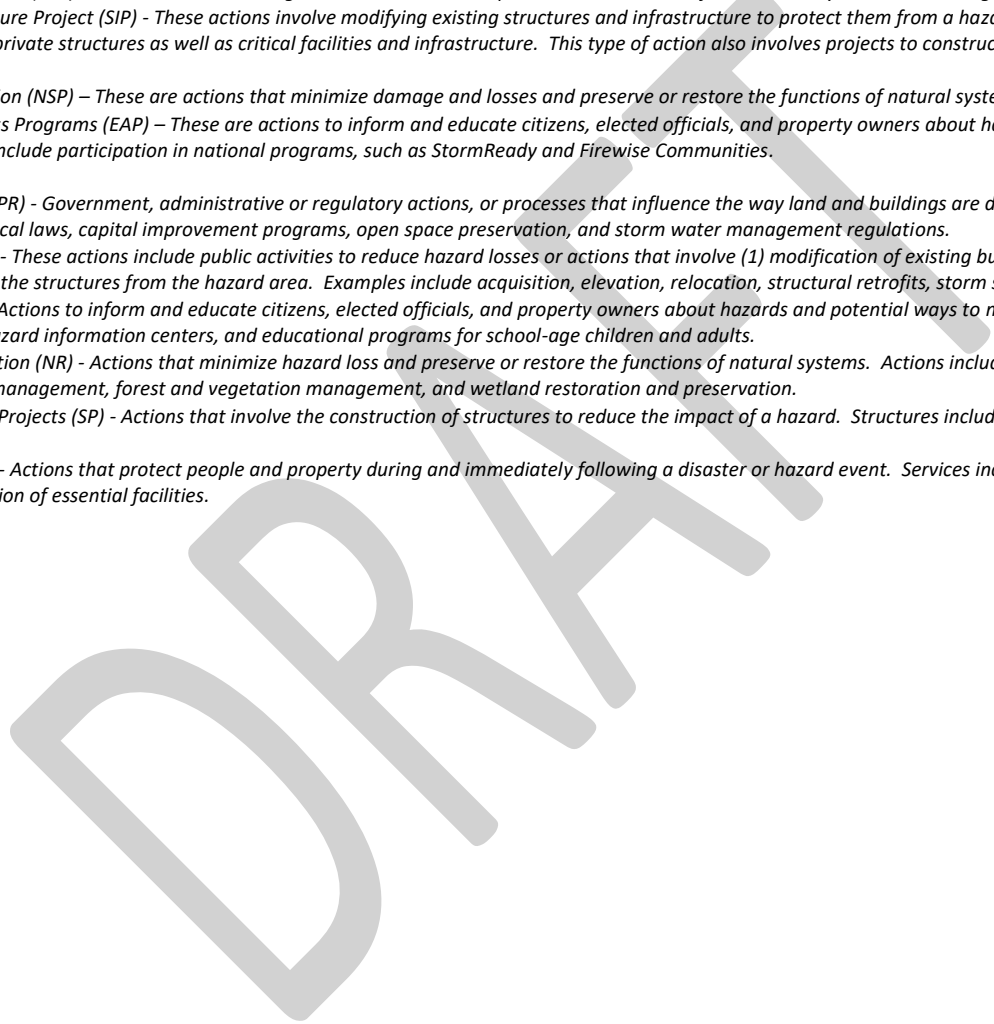 ure Project (SIP) - These actions involve modifying existing structures and infrastructure to protect them from a haz
private structures as well as critical facilities and infrastructure. This type of action also involves projects to construc
on (NSP) – These are actions that minimize damage and losses and preserve or restore the functions of natural syste
s Programs (EAP) – These are actions to inform and educate citizens, elected officials, and property owners about ha
nclude participation in national programs, such as StormReady and Firewise Communities.
PR) - Government, administrative or regulatory actions, or processes that influence the way land and buildings are d
cal laws, capital improvement programs, open space preservation, and storm water management regulations.
- These actions include public activities to reduce hazard losses or actions that involve (1) modification of existing bu
the structures from the hazard area. Examples include acquisition, elevation, relocation, structural retrofits, storm s
Actions to inform and educate citizens, elected officials, and property owners about hazards and potential ways to m
zard information centers, and educational programs for school-age children and adults.
tion (NR) - Actions that minimize hazard loss and preserve or restore the functions of natural systems. Actions includ
management, forest and vegetation management, and wetland restoration and preservation.
Projects (SP) - Actions that involve the construction of structures to reduce the impact of a hazard. Structures includ
- Actions that protect people and property during and immediately following a disaster or hazard event. Services inc
ion of essential facilities.
DRAFT